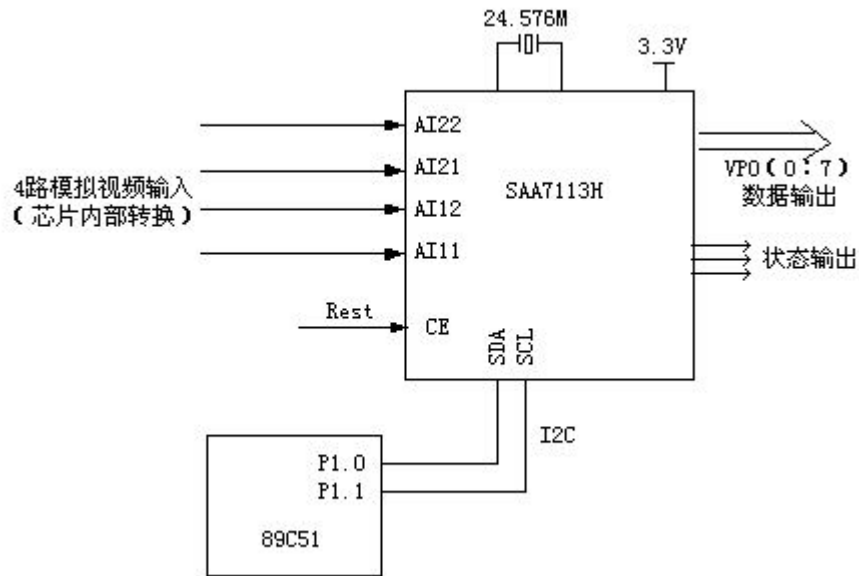 24.576M
3.3V
AI22
AI21
AI12
AI11
4路模拟视频输入
(芯片内部转换)
SAA7113H
VPO(0:7)
数据输出
状态输出
Rest
CE
SDA
SCL
I2C
P1.0
P1.1
89C51